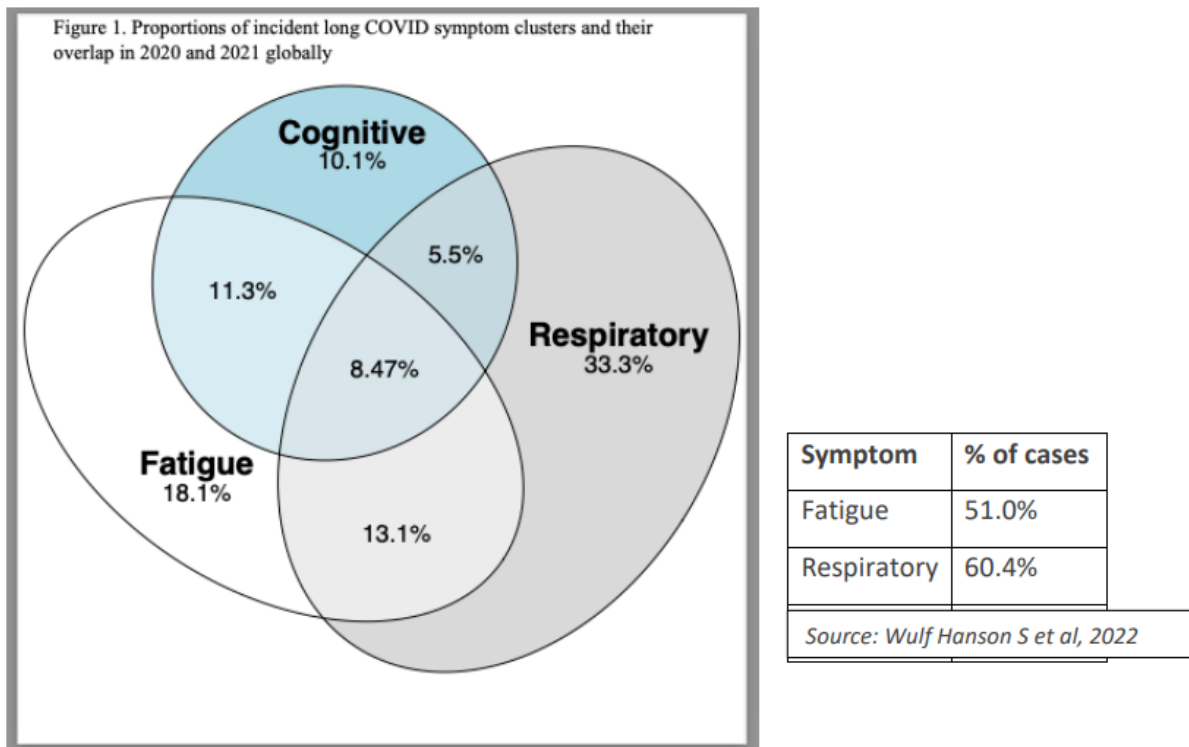 Figure 1. Proportions of incident long COVID symptom clusters and their
overlap in 2020 and 2021 globally
Cognitive
10.1%
5.5%
11.3%
Respiratory
33.3%
8.47%
Fatigue
18.1%
13.1%
Symptom % of cases
Fatigue 51.0%
Respiratory 60.4%
Source: Wulf Hanson S et al, 2022